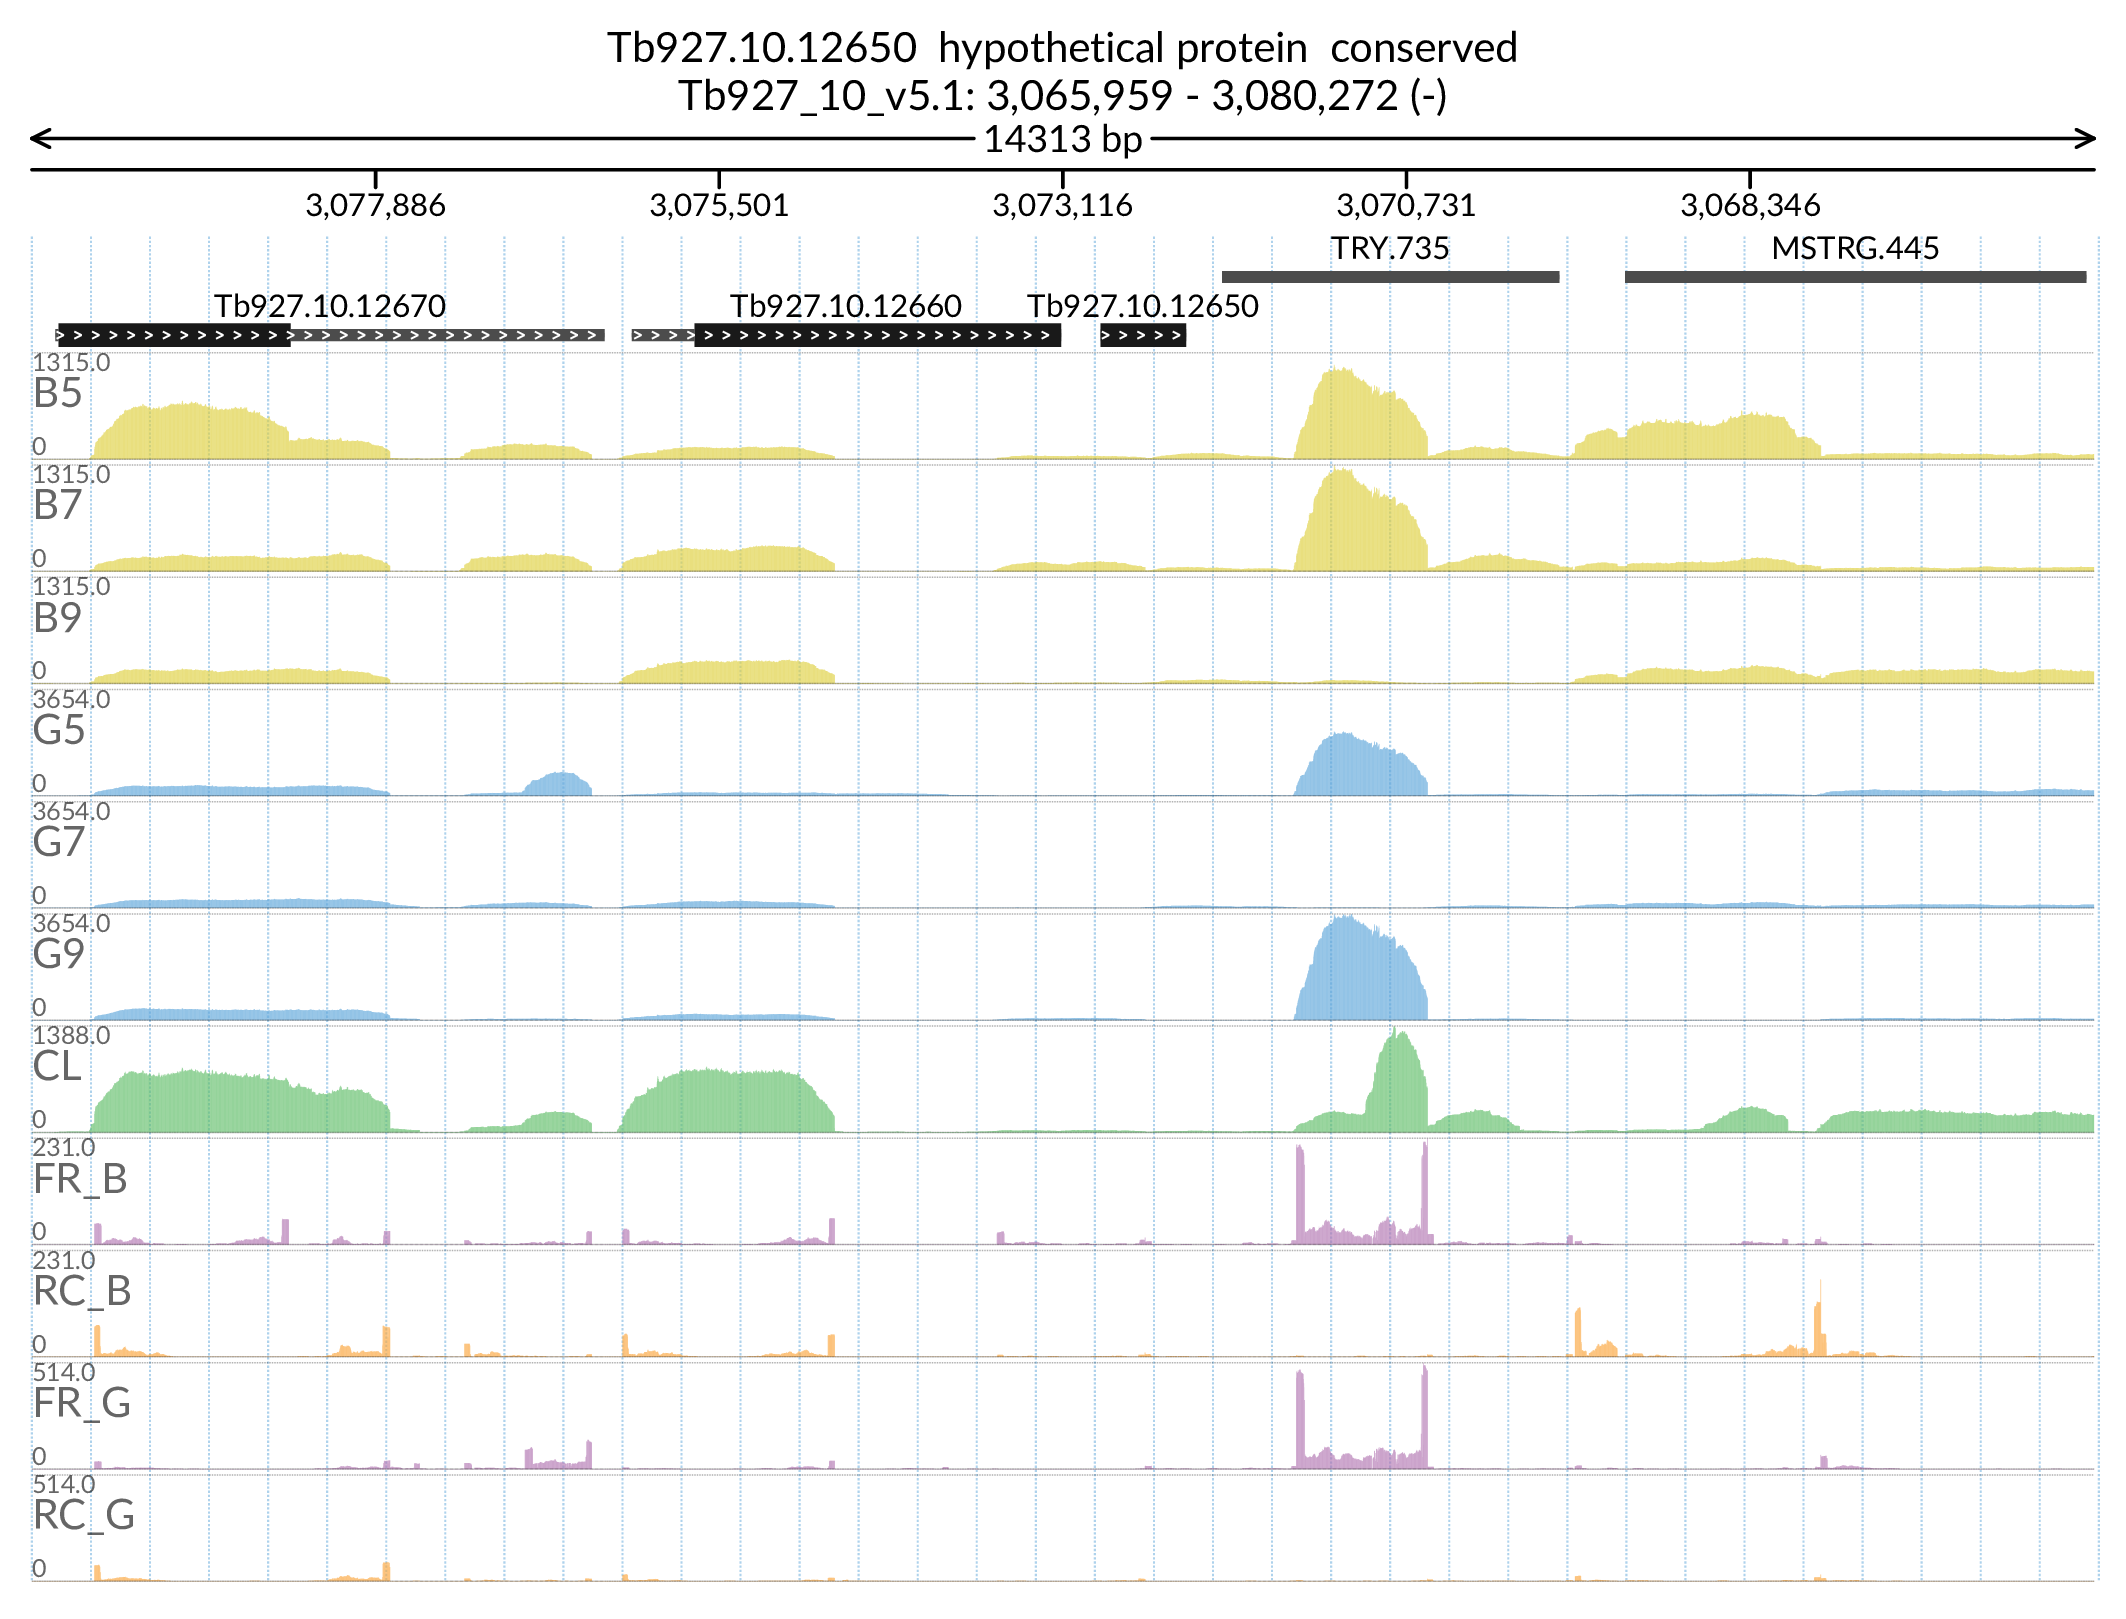 Tb927.10.12650 hypothetical protein conserved
Tb927_10_v5.1: 3,065,959 - 3,080,272 (-)
14313 bp
3,077,886 3,075,501 3,073,116 3,070,731 3,068,346
TRY.735 MSTRG.445
Tb927.10.12670 Tb927.10.12660 Tb927.10.12650
1315.0
B5
0
1315.0
B7
0
1315.0
B9
0
3654.0
G5
0
3654.0
G7
0
3654.0
G9
0
1388.0
CL
0
231.0
FR_B
0
231.0
RC_B
0
514.0
FR_G
0
514.0
RC_G
0